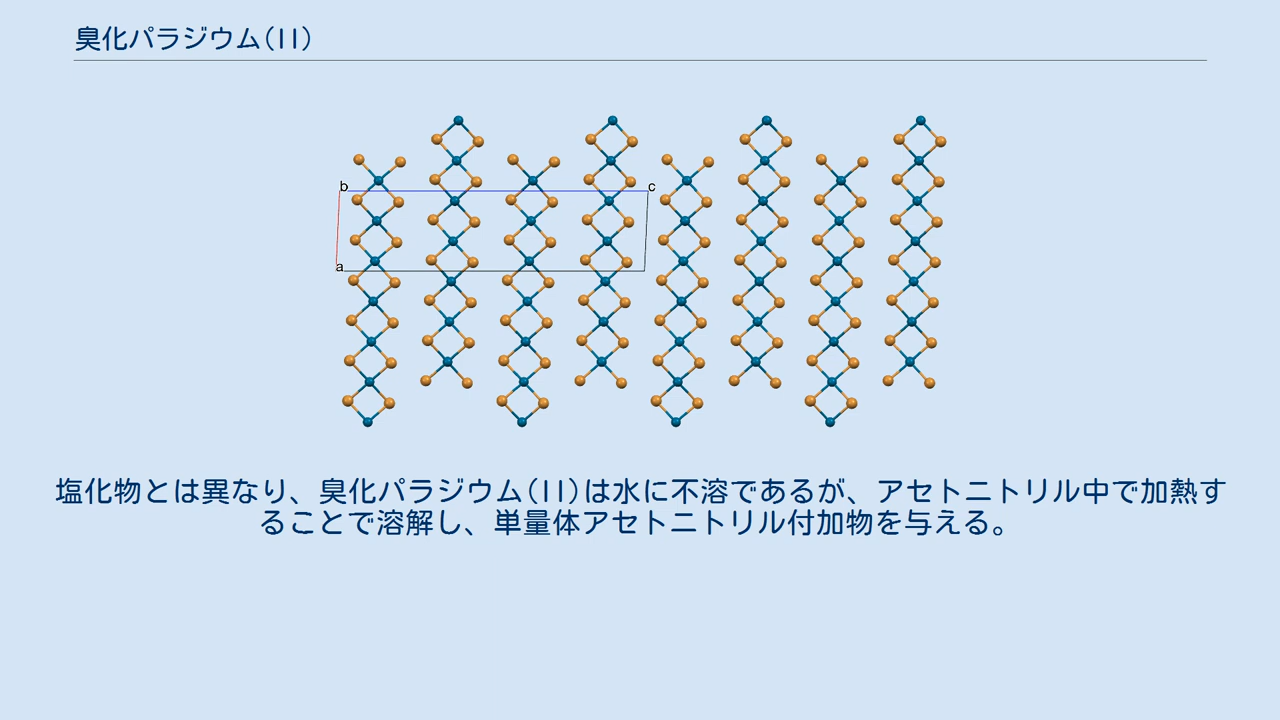 臭化パラジウム(II)
b
c
a
塩化物とは異なり、臭化パラジウム(II)は水に不溶であるが、アセトニトリル中で加熱す
ることで溶解し、単量体アセトニトリル付加物を与える。